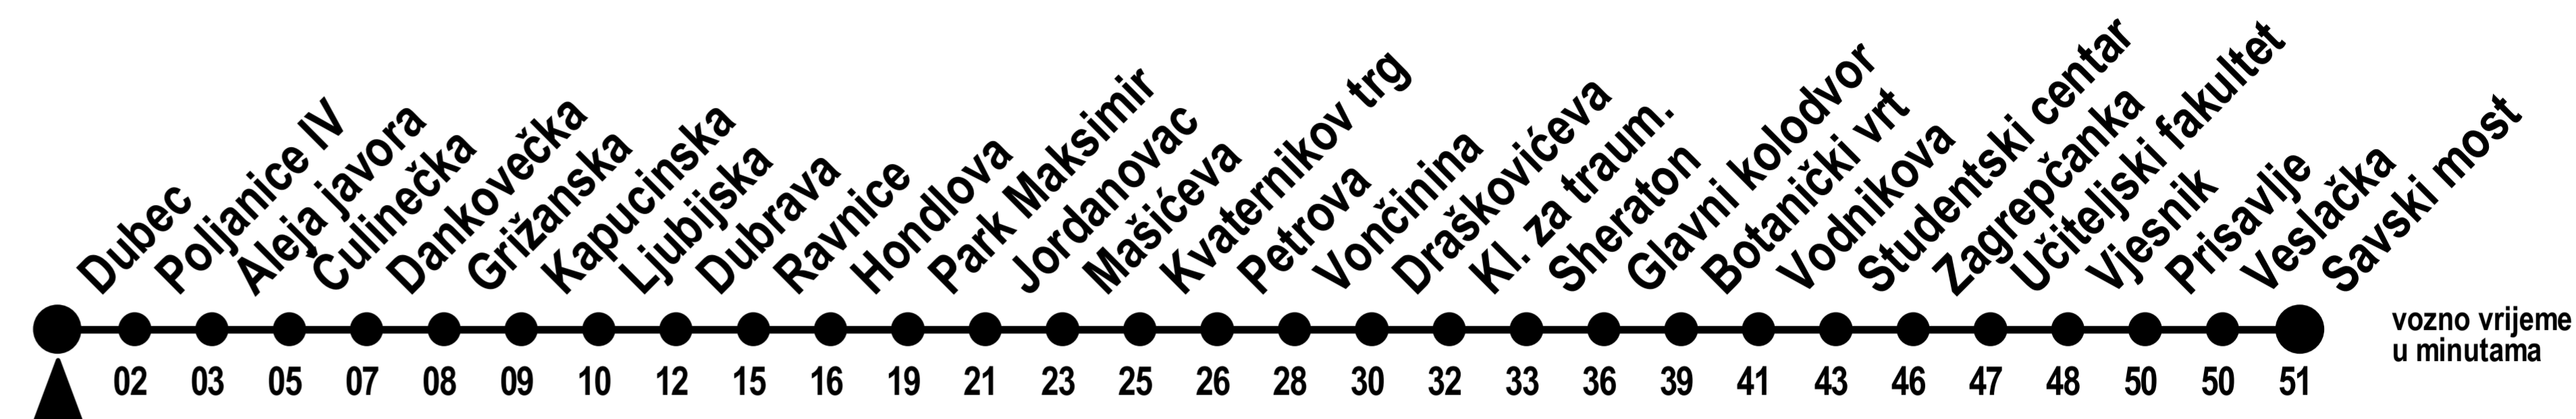 Dubec
Poljanice IV
Aleja javora
Čulinečka
Dankovečka
Grižanska
Kapucinska
Ljubijska
Dubrava
Ravnice
Hondlova
Park Maksimir
Jordanovac
Mašićeva
Kvaternikov trg
Petrova
Vončinina
Draškovićeva
Kl. za traum.
Sheraton
Glavni kolodvor
Botanički vrt
Vodnikova
Studentski centar
Zagrepčanka
Učiteljski fakultet
Vjesnik
Prisavlje
Veslačka
Savski most
vozno vrijeme
u minutama
02 03 05 07 08 09 10 12 15 16 19 21 23 25 26 28 30 32 33 36 39 41 43 46 47 48 50 50 51